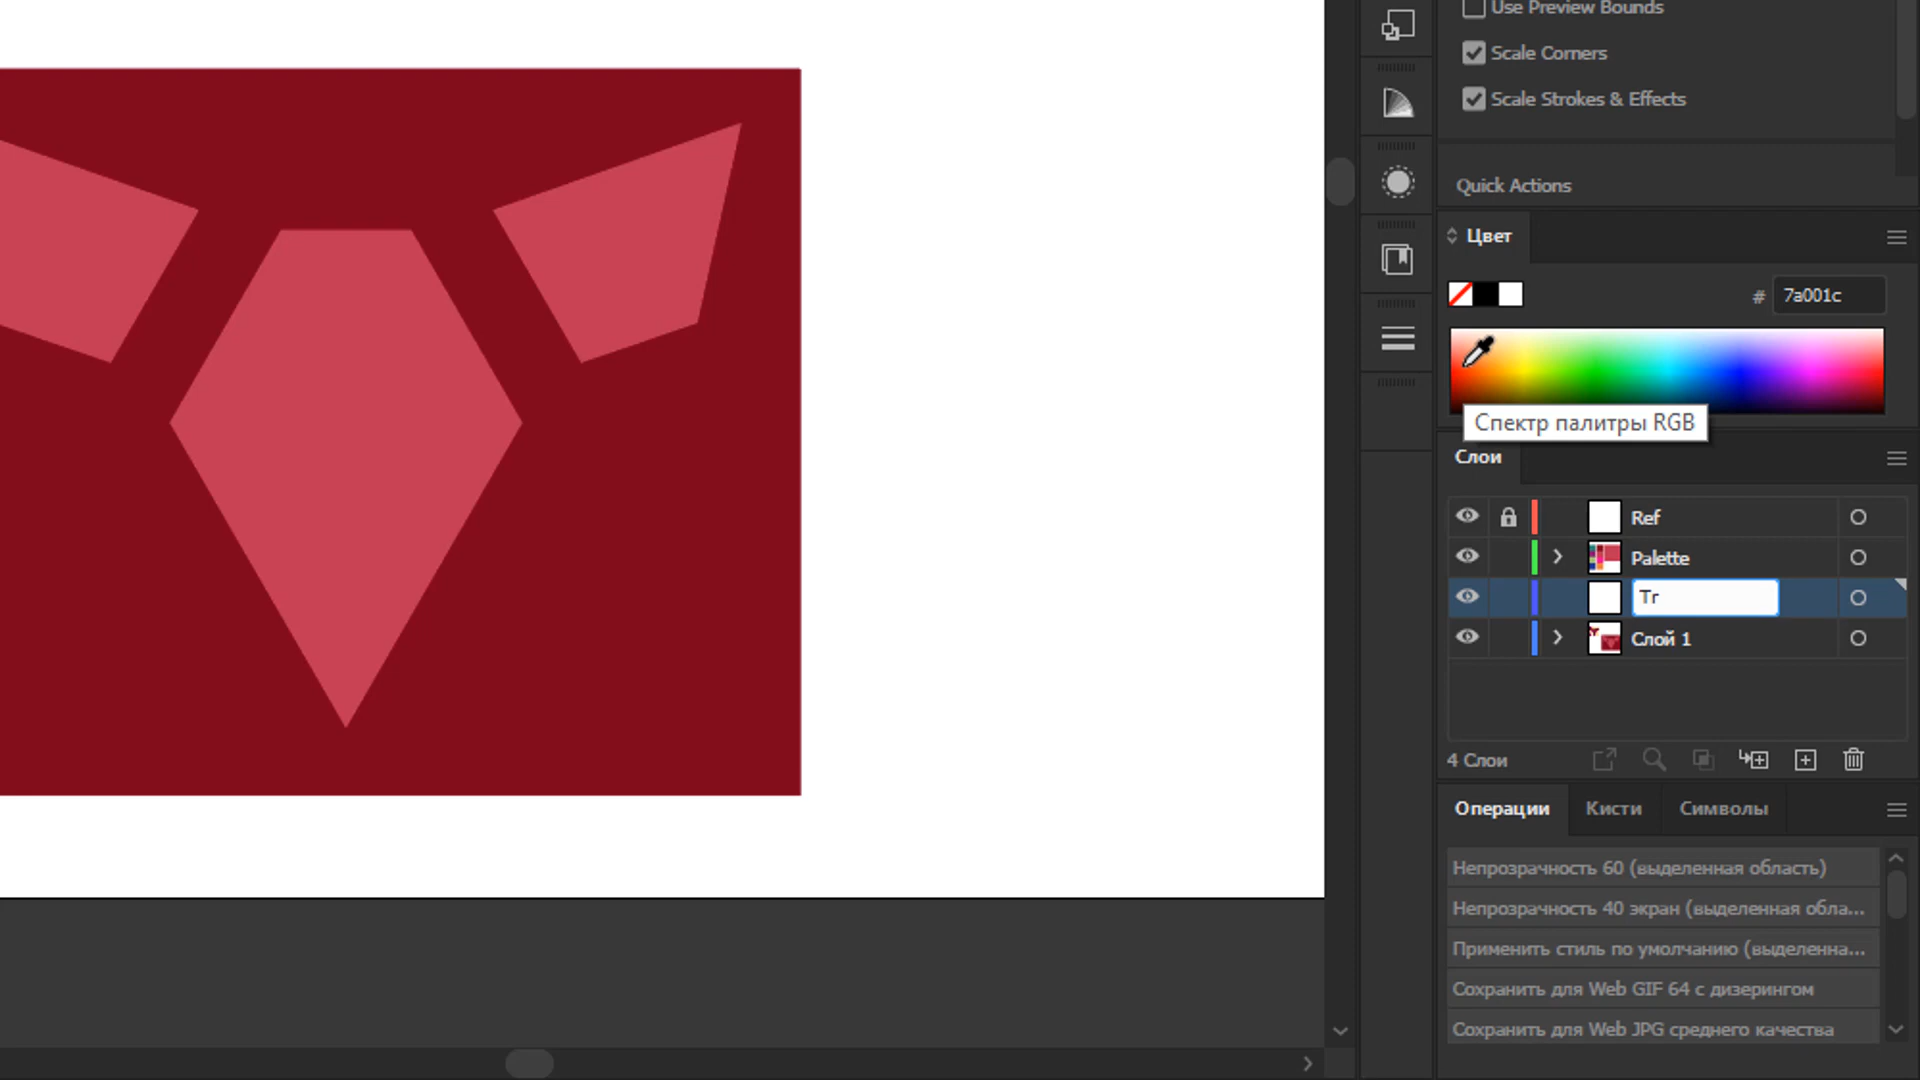 Use Preview Bounds
Scale Corners
Scale Strokes & Effects
Quick Actions
Цвет
# 7a001c
Спектр палитры RGB
Слои
Ref
Palette
Tr
Слой 1
4 Слои
Операции Кисти Символы
Непрозрачность 60 (выделенная область)
Непрозрачность 40 экран (выделенная обла...
Применить стиль по умолчанию (выделенна...
Сохранить для Web GIF 64 с дизерингом
Сохранить для Web JPG среднего качества